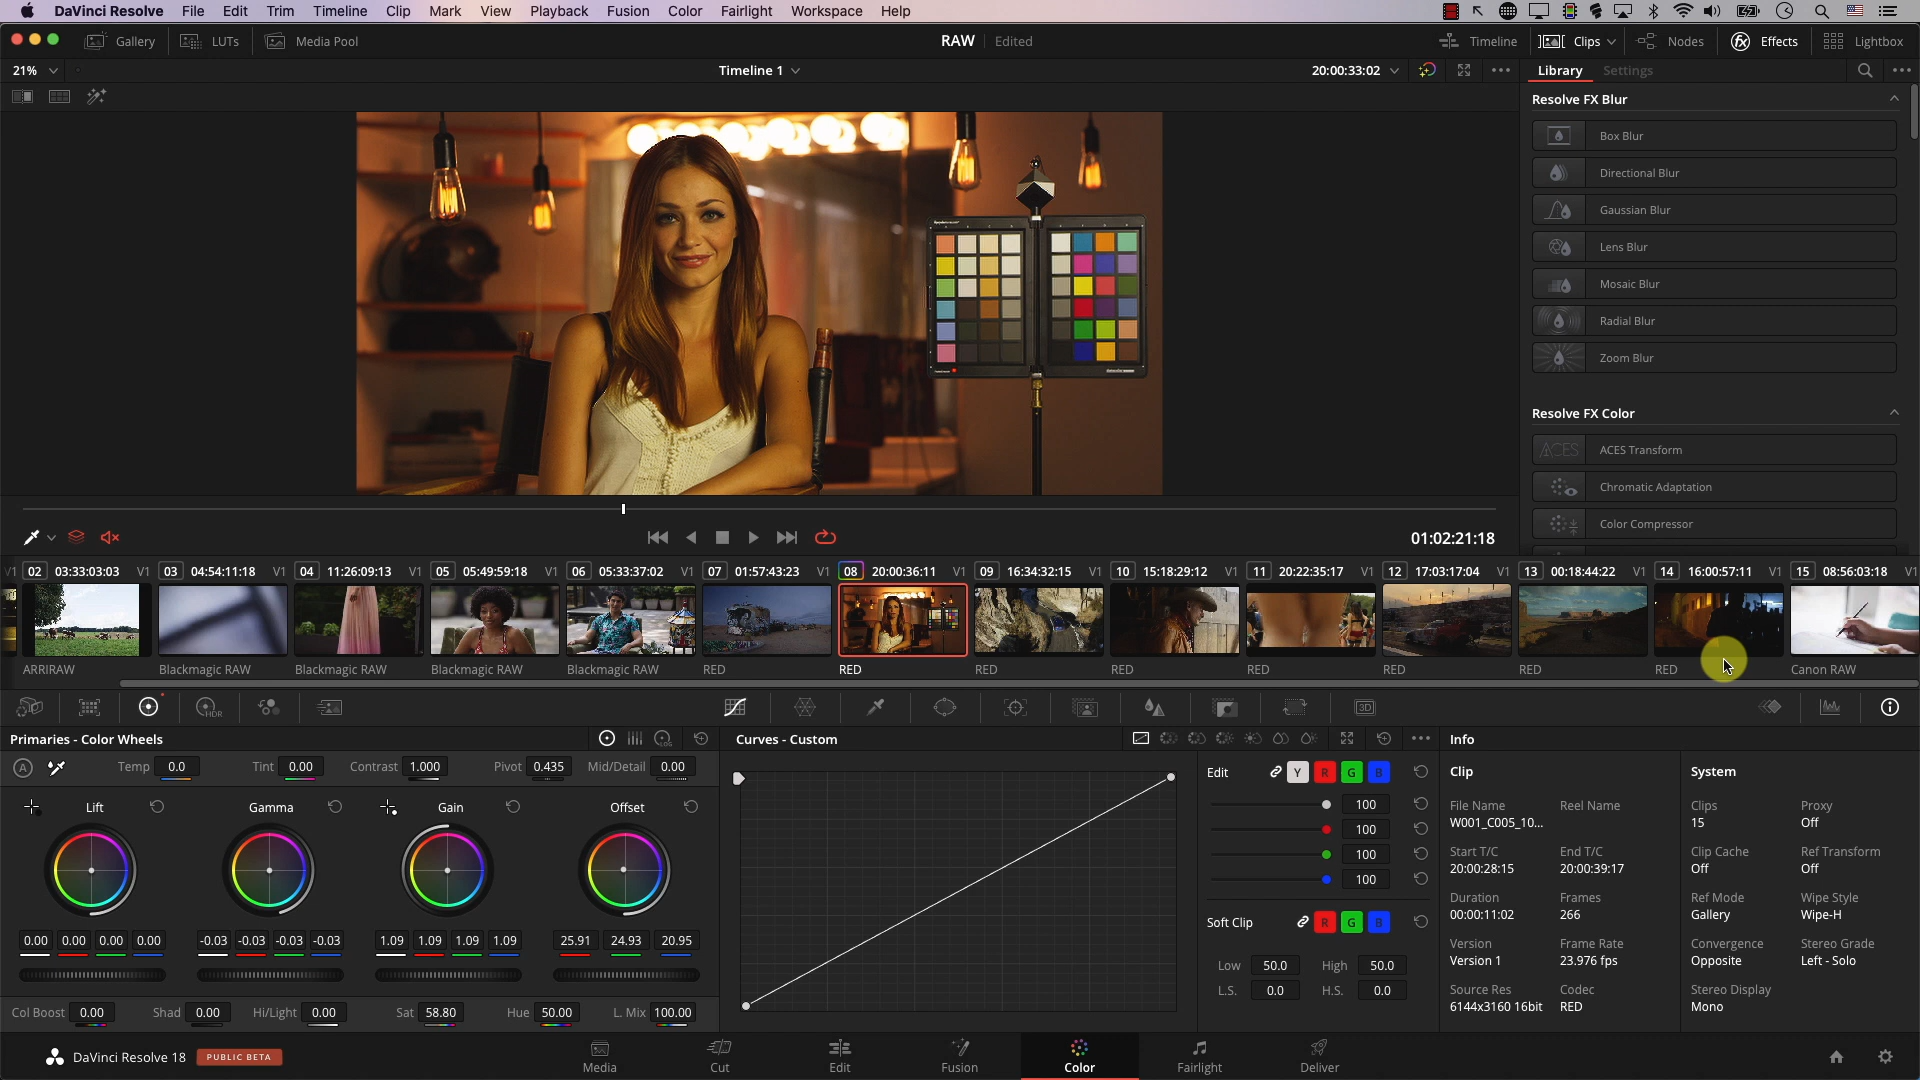 DaVinci Resolve File Edit Trim Timeline Clip Mark View Playback Fusion Color Fairlight Workspace Help
Gallery LUTs Media Pool RAW Edited Timeline Clips Nodes Effects Lightbox
21% Timeline 1 20:00:33:02 Library Settings
Resolve FX Blur
Box Blur
Directional Blur
Gaussian Blur
Lens Blur
Mosaic Blur
Radial Blur
Zoom Blur
Resolve FX Color
ACES ACES Transform
Chromatic Adaptation
Color Compressor
01:02:21:18
V1 02 03:33:03:03 V1 03 04:54:11:18 V1 04 11:26:09:13 V1 05 05:49:59:18 V1 06 05:33:37:02 V1 07 01:57:43:23 V1 08 20:00:36:11 V1 09 16:34:32:15 V1 10 15:18:29:12 V1 11 20:22:35:17 V1 12 17:03:17:04 V1 13 00:18:44:22 V1 14 16:00:57:11 V1 15 08:56:03:18 V1
ARRIRAW Blackmagic RAW Blackmagic RAW Blackmagic RAW Blackmagic RAW RED RED RED RED RED RED RED RED Canon RAW
HDR 3D
Primaries - Color Wheels LOG Curves - Custom Info
A Temp 0.0 Tint 0.00 Contrast 1.000 Pivot 0.435 Mid/Detail 0.00
Lift Gamma Gain Offset
0.00 0.00 0.00 0.00 -0.03 -0.03 -0.03 -0.03 1.09 1.09 1.09 1.09 25.91 24.93 20.95
Col Boost 0.00 Shad 0.00 Hi/Light 0.00 Sat 58.80 Hue 50.00 L. Mix 100.00
Edit Y R G B
100
100
100
100
Soft Clip R G B
Low 50.0 High 50.0
L.S. 0.0 H.S. 0.0
Clip System
File Name Reel Name Clips Proxy
W001_C005_10... 15 Off
Start T/C End T/C Clip Cache Ref Transform
20:00:28:15 20:00:39:17 Off Off
Duration Frames Ref Mode Wipe Style
00:00:11:02 266 Gallery Wipe-H
Version Frame Rate Convergence Stereo Grade
Version 1 23.976 fps Opposite Left - Solo
Source Res Codec Stereo Display
6144x3160 16bit RED Mono
DaVinci Resolve 18 PUBLIC BETA Media Cut Edit Fusion Color Fairlight Deliver